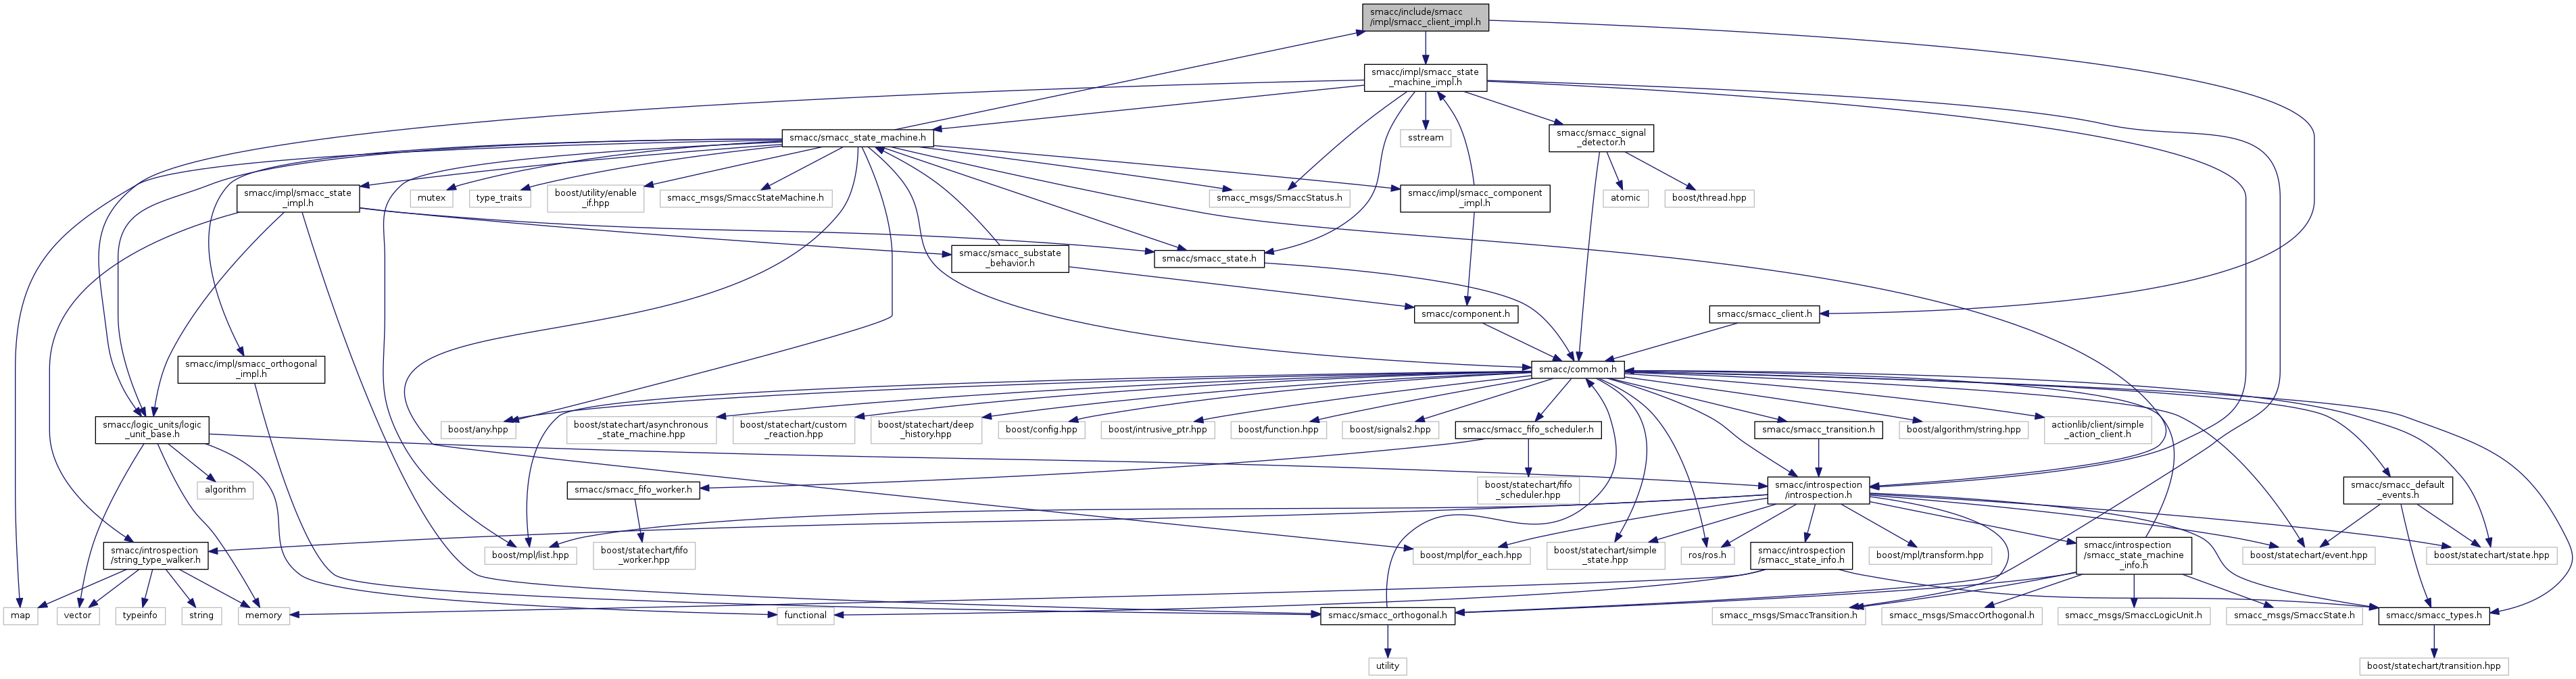 smacc/include/smacc
/impl/smacc_client_impl.h
smacc/impl/smacc_state
_machine_impl.h
smacc/smacc_state_machine.h
sstream
smacc/smacc_signal
_detector.h
smacc/impl/smacc_state
_impl.h
mutex
type_traits
boost/utility/enable
_if.hpp
smacc_msgs/SmaccStateMachine.h
smacc_msgs/SmaccStatus.h
smacc/impl/smacc_component
_impl.h
atomic
boost/thread.hpp
smacc/smacc_substate
_behavior.h
smacc/smacc_state.h
smacc/component.h
smacc/smacc_client.h
smacc/impl/smacc_orthogonal
_impl.h
smacc/common.h
smacc/logic_units/logic
_unit_base.h
boost/any.hpp
boost/statechart/asynchronous
_state_machine.hpp
boost/statechart/custom
_reaction.hpp
boost/statechart/deep
_history.hpp
boost/config.hpp
boost/intrusive_ptr.hpp
boost/function.hpp
boost/signals2.hpp
smacc/smacc_fifo_scheduler.h
smacc/smacc_transition.h
boost/algorithm/string.hpp
actionlib/client/simple
_action_client.h
algorithm
smacc/smacc_fifo_worker.h
boost/statechart/fifo
_scheduler.hpp
smacc/introspection
/introspection.h
smacc/smacc_default
_events.h
smacc/introspection
/string_type_walker.h
boost/mpl/list.hpp
boost/statechart/fifo
_worker.hpp
boost/mpl/for_each.hpp
boost/statechart/simple
_state.hpp
ros/ros.h
smacc/introspection
/smacc_state_info.h
boost/mpl/transform.hpp
smacc/introspection
/smacc_state_machine
_info.h
boost/statechart/event.hpp
boost/statechart/state.hpp
map
vector
typeinfo
string
memory
functional
smacc/smacc_orthogonal.h
smacc_msgs/SmaccTransition.h
smacc_msgs/SmaccOrthogonal.h
smacc_msgs/SmaccLogicUnit.h
smacc_msgs/SmaccState.h
smacc/smacc_types.h
utility
boost/statechart/transition.hpp